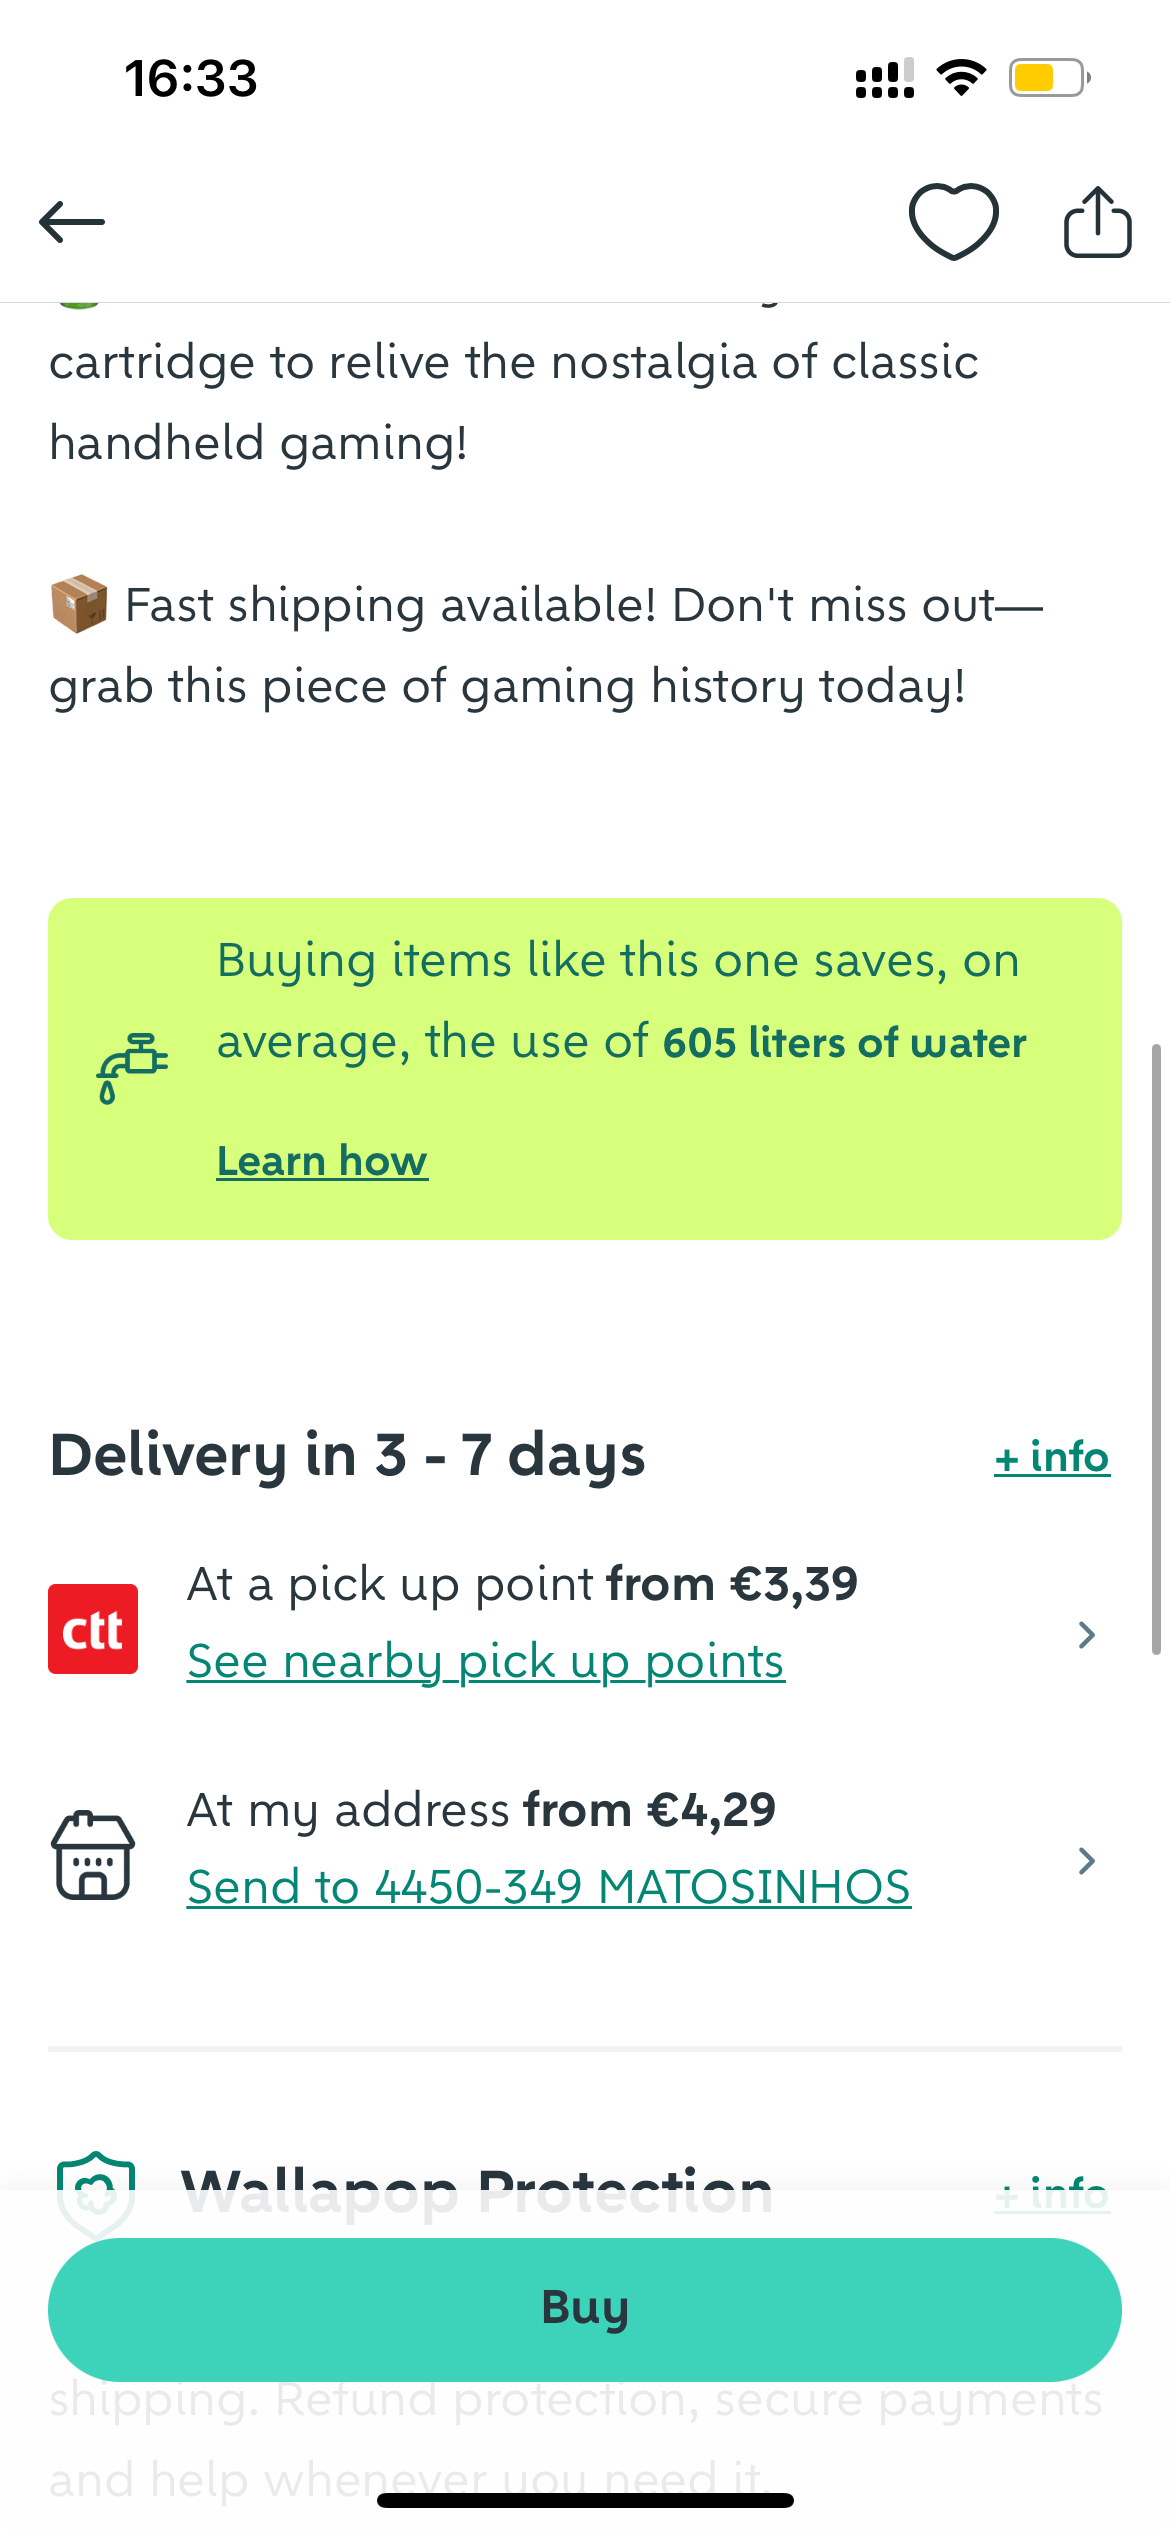 16:33
cartridge to relive the nostalgia of classic
handheld gaming!
📦 Fast shipping available! Don't miss out—
grab this piece of gaming history today!
Buying items like this one saves, on
average, the use of 605 liters of water
Learn how
Delivery in 3 - 7 days
+ info
ctt
At a pick up point from €3,39
See nearby pick up points
At my address from €4,29
Send to 4450-349 MATOSINHOS
Wallapop Protection
+ info
Buy
shipping. Refund protection, secure payments
and help whenever you need it.